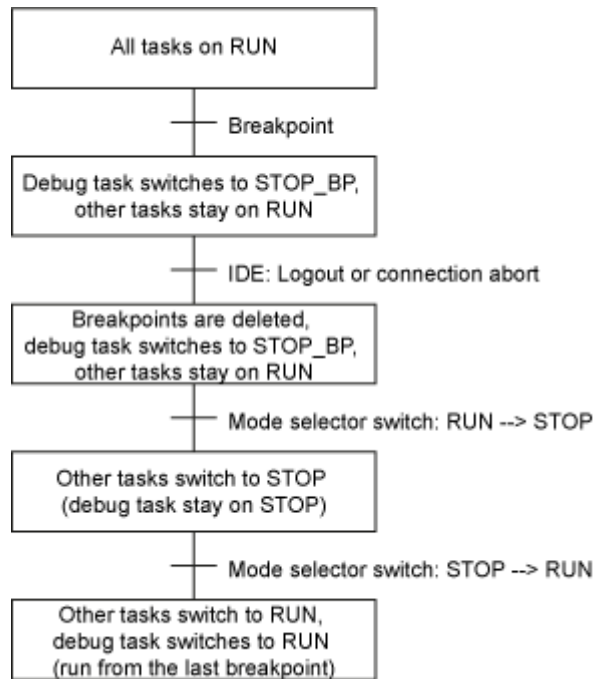 All tasks on RUN
Breakpoint
Debug task switches to STOP_BP,
other tasks stay on RUN
IDE: Logout or connection abort
Breakpoints are deleted,
debug task switches to STOP_BP,
other tasks stay on RUN
Mode selector switch: RUN --> STOP
Other tasks switch to STOP
(debug task stay on STOP)
Mode selector switch: STOP --> RUN
Other tasks switch to RUN,
debug task switches to RUN
(run from the last breakpoint)